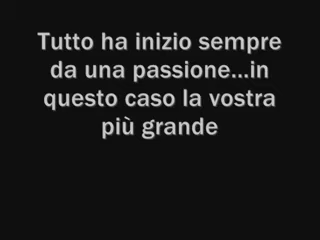 Tutto ha inizio sempre
da una passione...in
questo caso la vostra
più grande